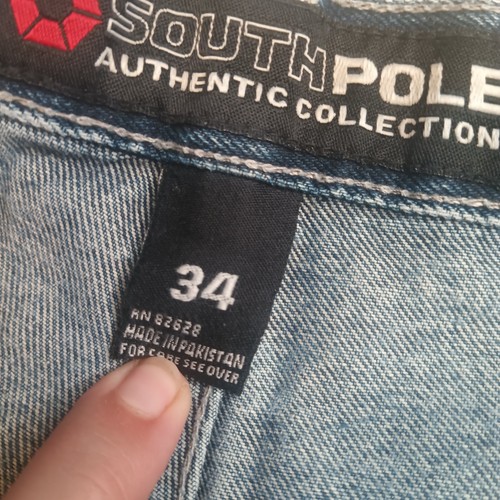 SOUTHPOLE
AUTHENTIC COLLECTION
34
RN 82628
MADE IN PAKISTAN
FOR CARE SEE OVER